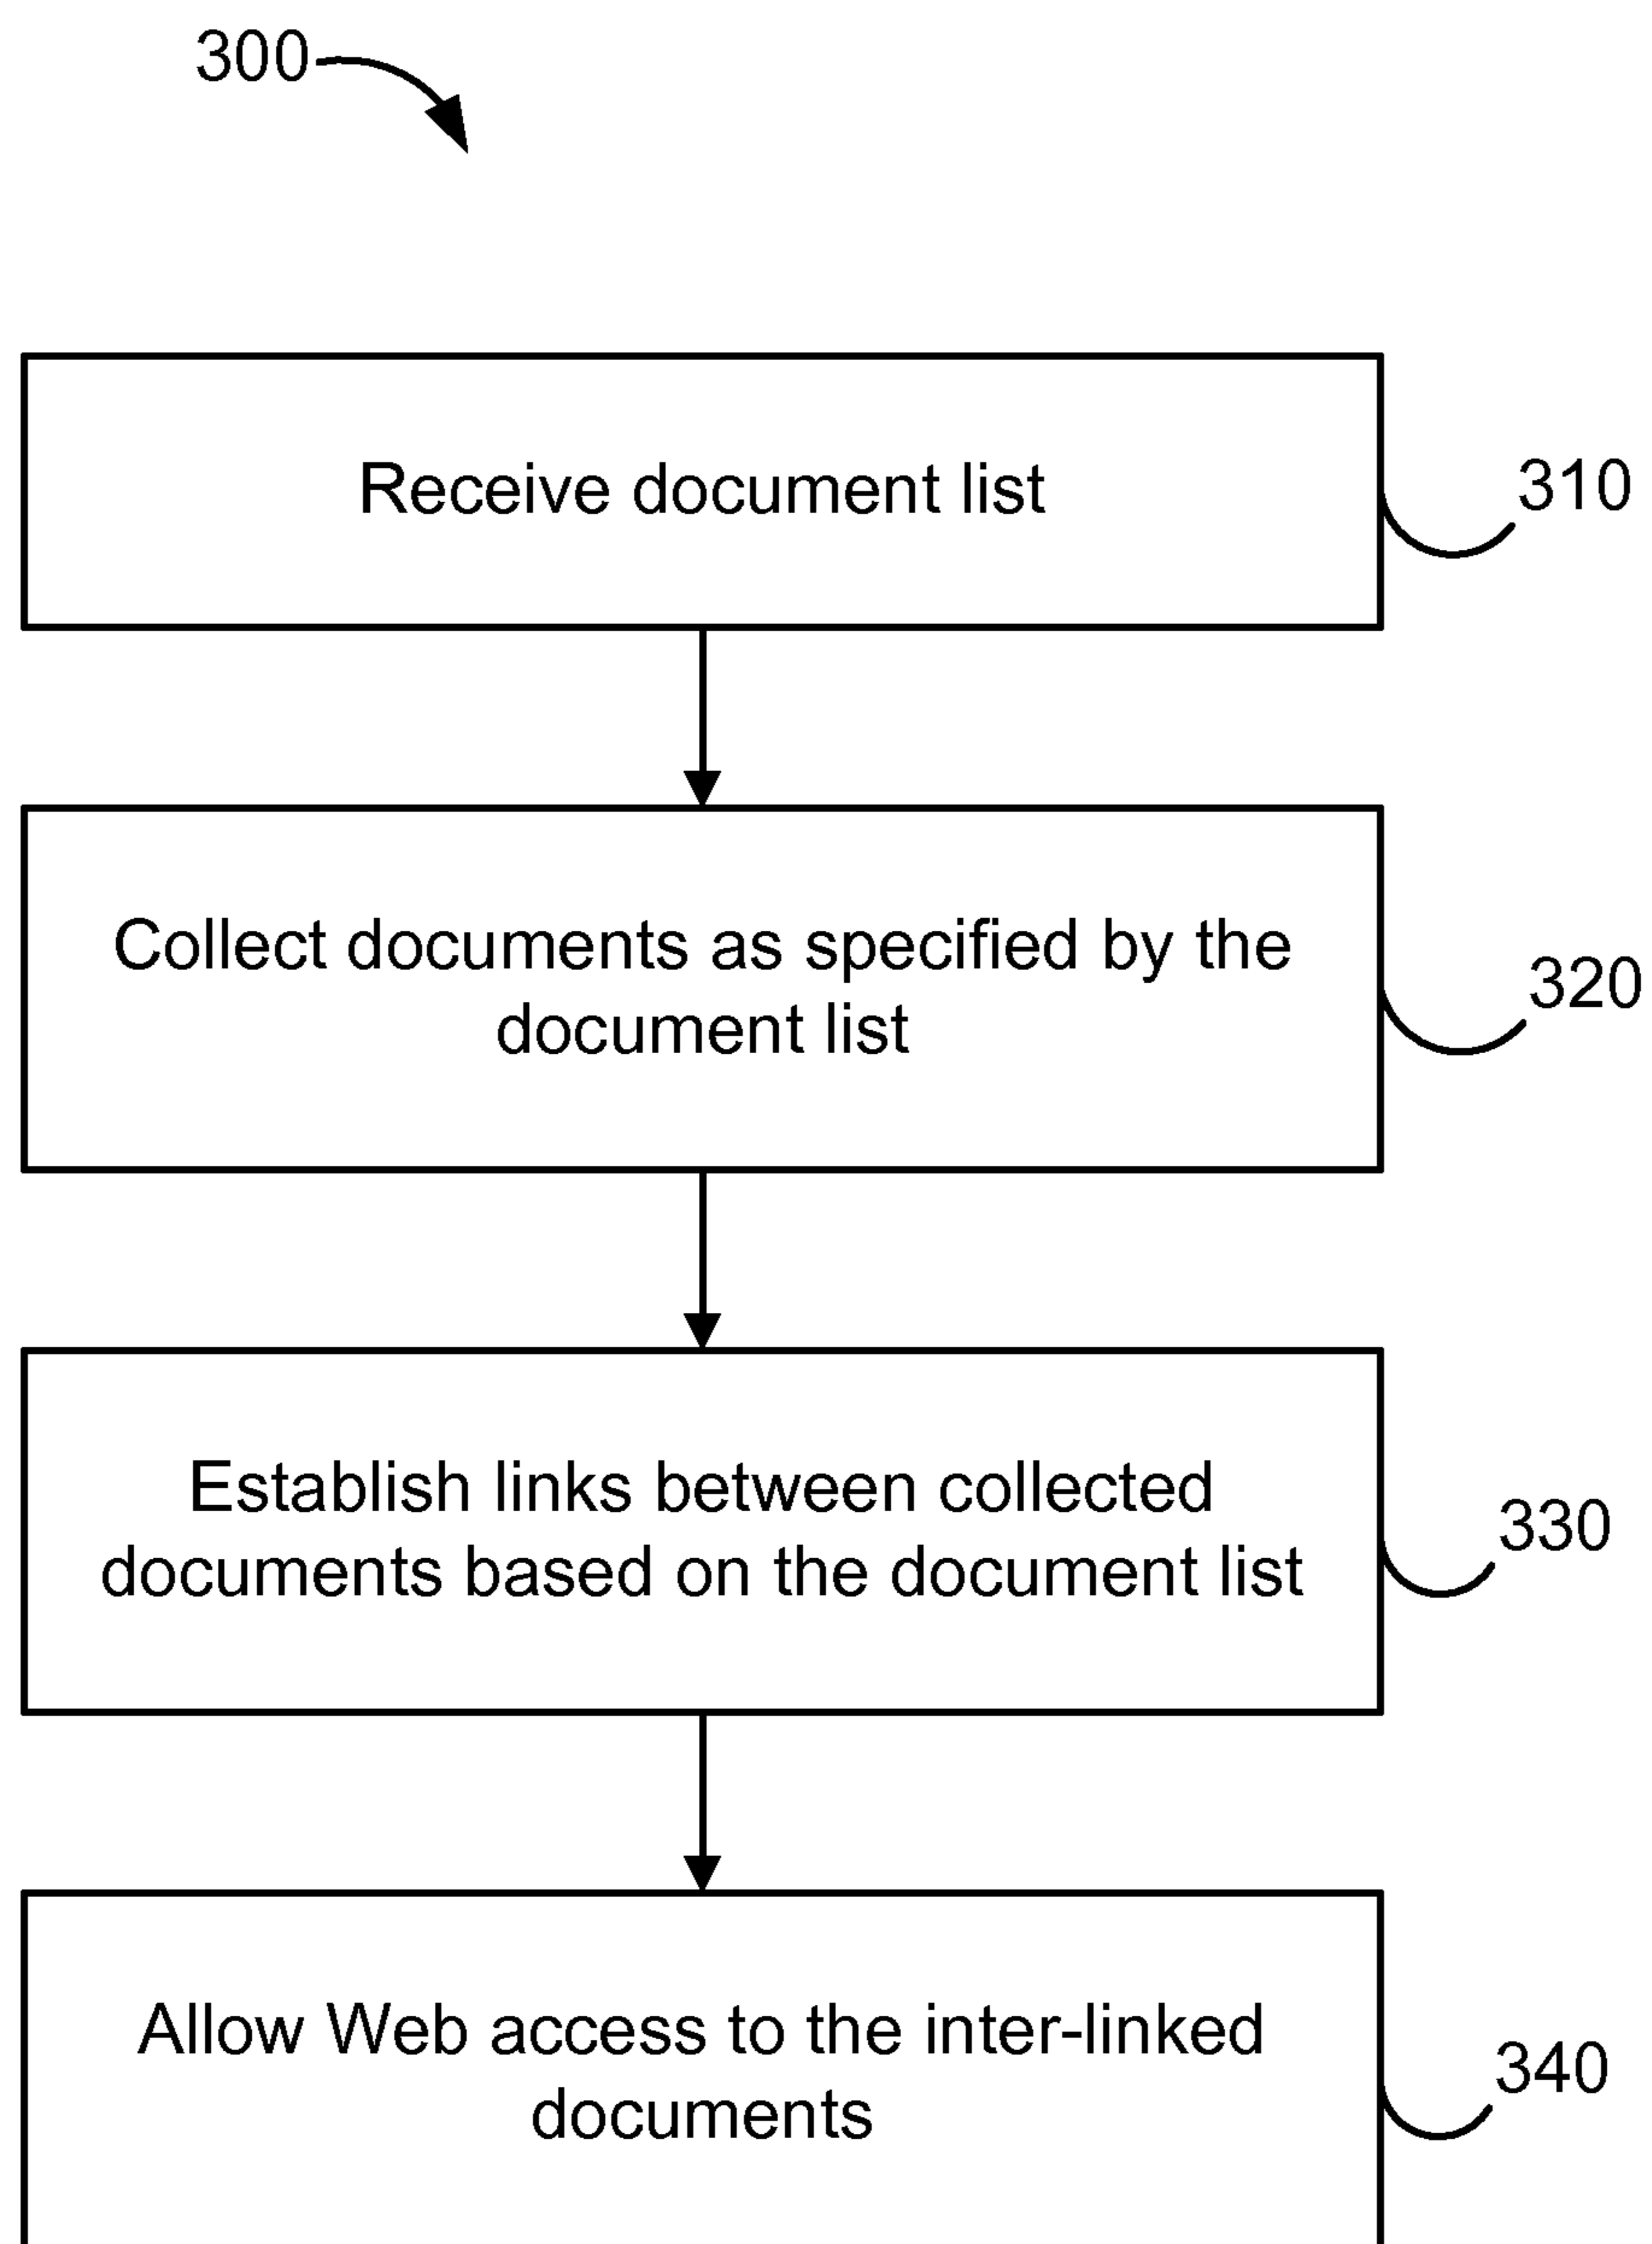 300
Receive document list
310
Collect documents as specified by the
document list
320
Establish links between collected
documents based on the document list
330
Allow Web access to the inter-linked
documents
340